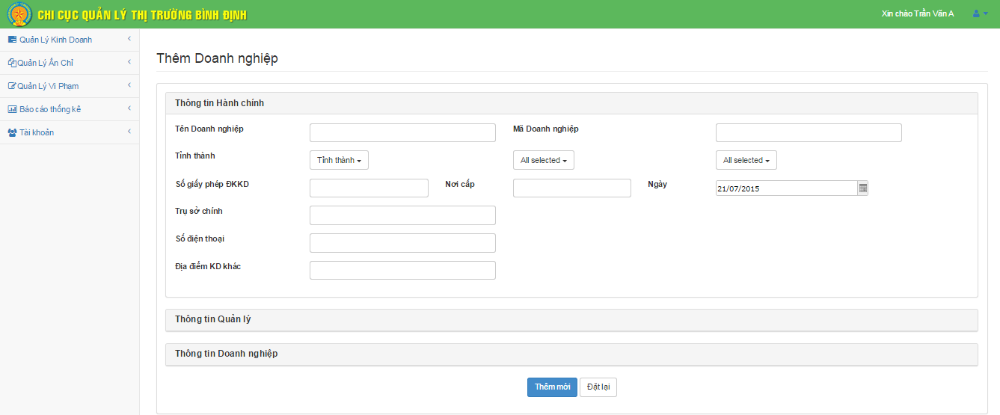 CHI CỤC QUẢN LÝ THỊ TRƯỜNG BÌNH ĐỊNH
Xin chào Trần Văn A
Quản Lý Kinh Doanh
Quản Lý Ấn Chỉ
Quản Lý Vi Phạm
Báo cáo thống kê
Tài khoản
Thêm Doanh nghiệp
Thông tin Hành chính
Tên Doanh nghiệp Mã Doanh nghiệp
Tỉnh thành Tỉnh thành All selected All selected
Số giấy phép ĐKKD Nơi cấp Ngày 21/07/2015
Trụ sở chính
Số điện thoại
Địa điểm KD khác
Thông tin Quản lý
Thông tin Doanh nghiệp
Thêm mới Đặt lại